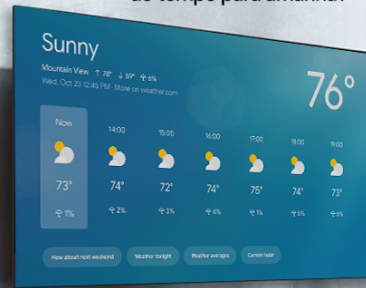 do tempo para amanhã?
Sunny
76°
Mountain View ↑ 78° ↓ 59° 6%
Wed, Oct 23 12:45 PM • More on weather.com
Now 14:00 15:00 16:00 17:00 18:00 19:00
73° 74° 72° 74° 75° 74° 73°
1% 2% 3% 4% 1% 5% 6%
How about next weekend Weather tonight Weather averages Current radar